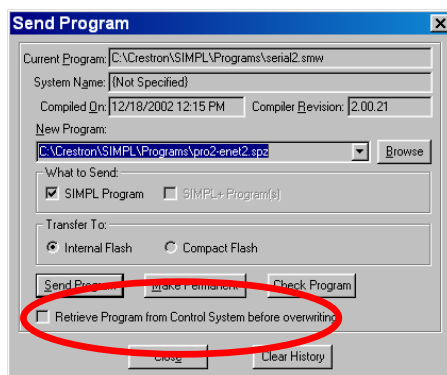 Send Program
Current Program: C:\Crestron\SIMPL\Programs\serial2.smw
System Name: {Not Specified}
Compiled On: 12/18/2002 12:15 PM Compiler Revision: 2.00.21
New Program:
C:\Crestron\SIMPL\Programs\pro2-enet2.spz Browse
What to Send:
SIMPL Program SIMPL+ Program(s)
Transfer To:
Internal Flash Compact Flash
Send Program Make Permanent Check Program
Retrieve Program from Control System before overwriting
Close Clear History